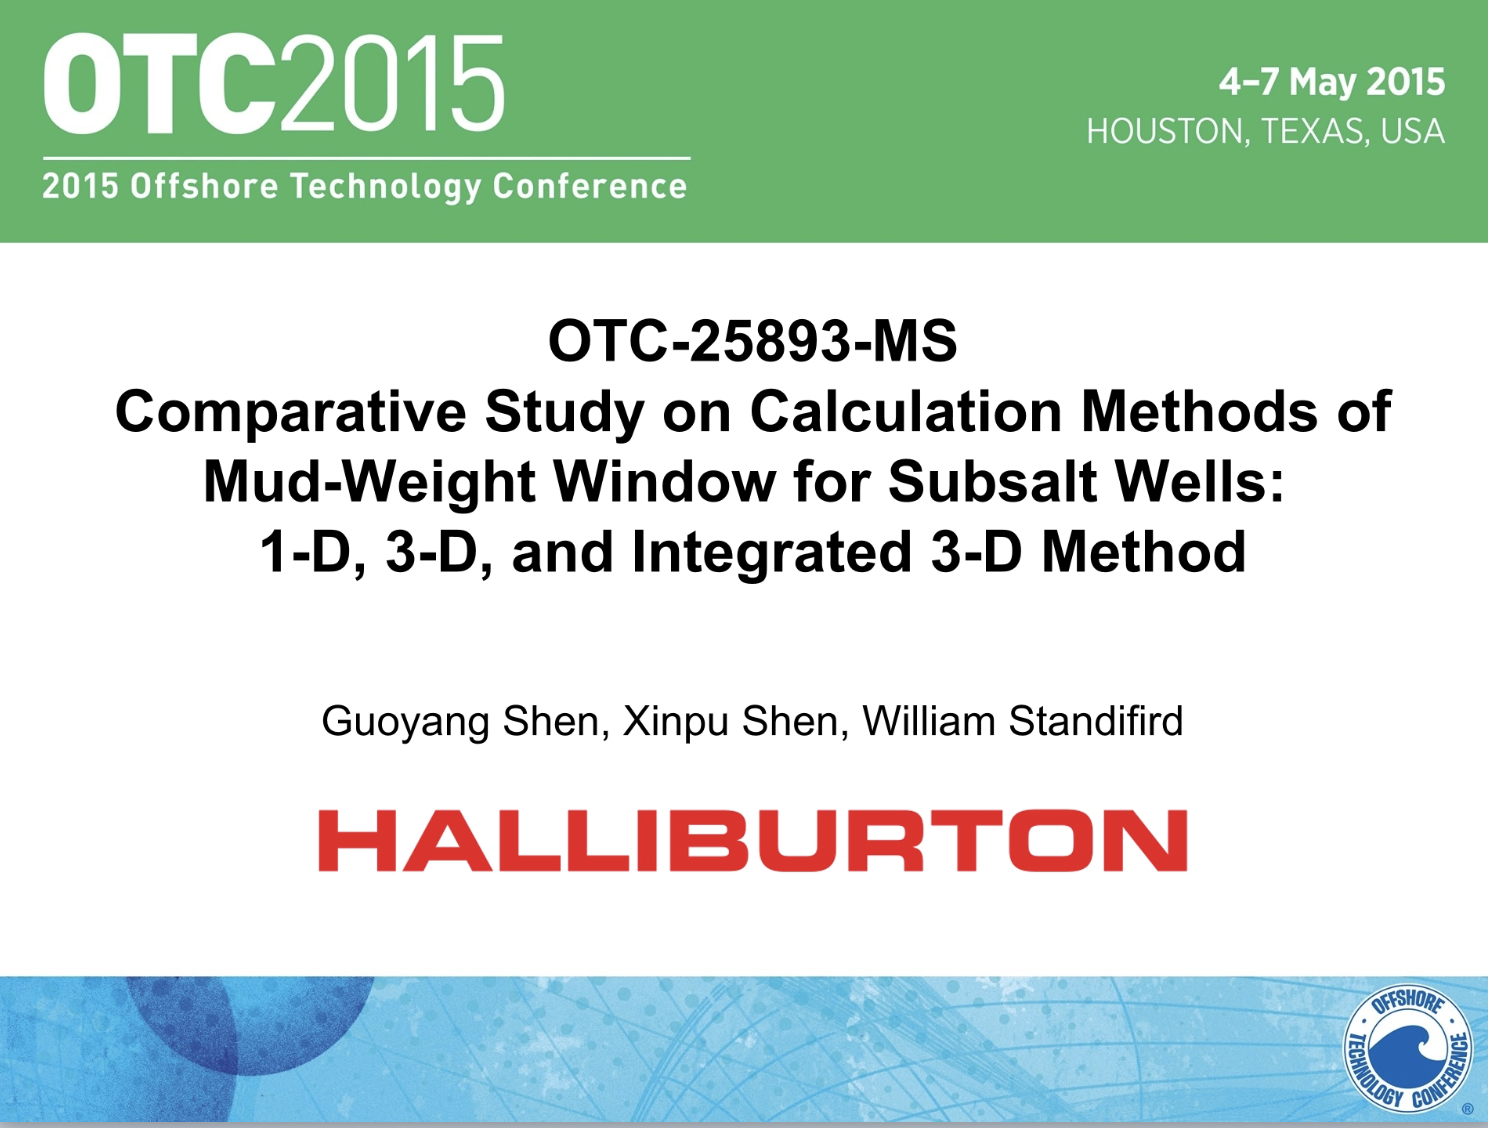 OTC2015
2015 Offshore Technology Conference
4–7 May 2015
HOUSTON, TEXAS, USA
OTC-25893-MS
Comparative Study on Calculation Methods of
Mud-Weight Window for Subsalt Wells:
1-D, 3-D, and Integrated 3-D Method
Guoyang Shen, Xinpu Shen, William Standifird
HALLIBURTON
OFFSHORE
TECHNOLOGY CONFERENCE
®